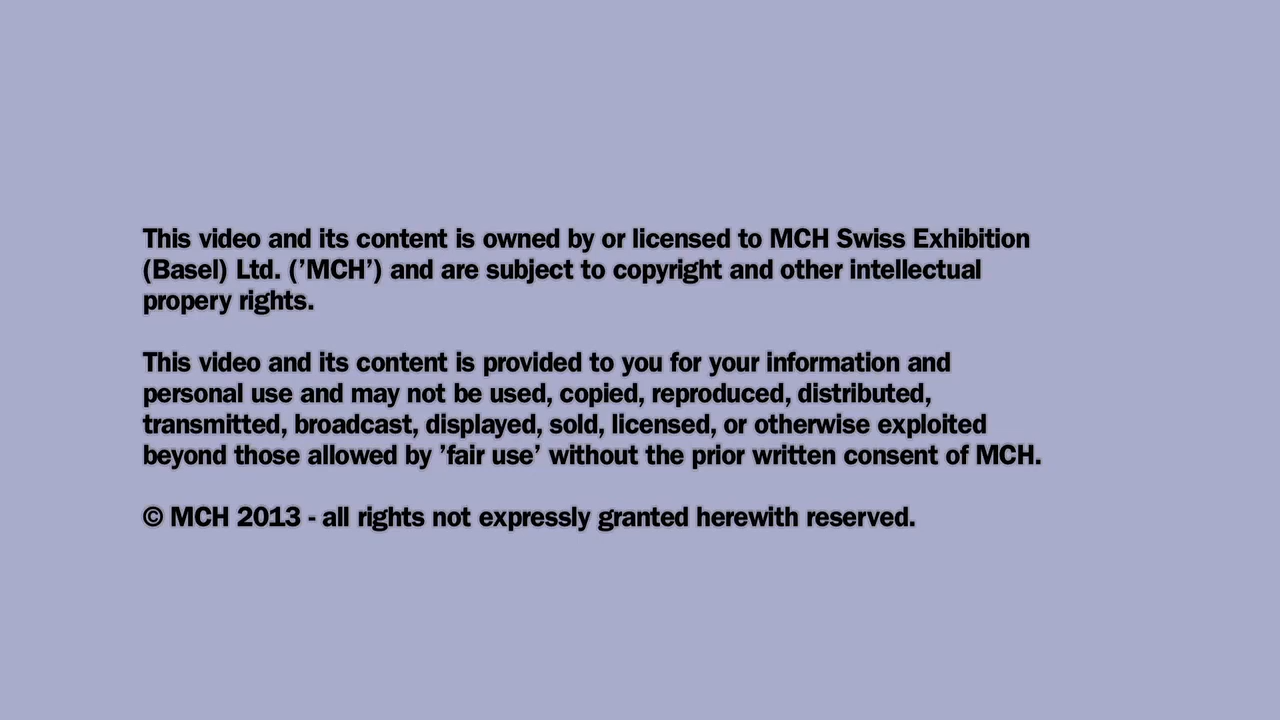 This video and its content is owned by or licensed to MCH Swiss Exhibition
(Basel) Ltd. (’MCH’) and are subject to copyright and other intellectual
propery rights.
This video and its content is provided to you for your information and
personal use and may not be used, copied, reproduced, distributed,
transmitted, broadcast, displayed, sold, licensed, or otherwise exploited
beyond those allowed by ’fair use’ without the prior written consent of MCH.
© MCH 2013 - all rights not expressly granted herewith reserved.